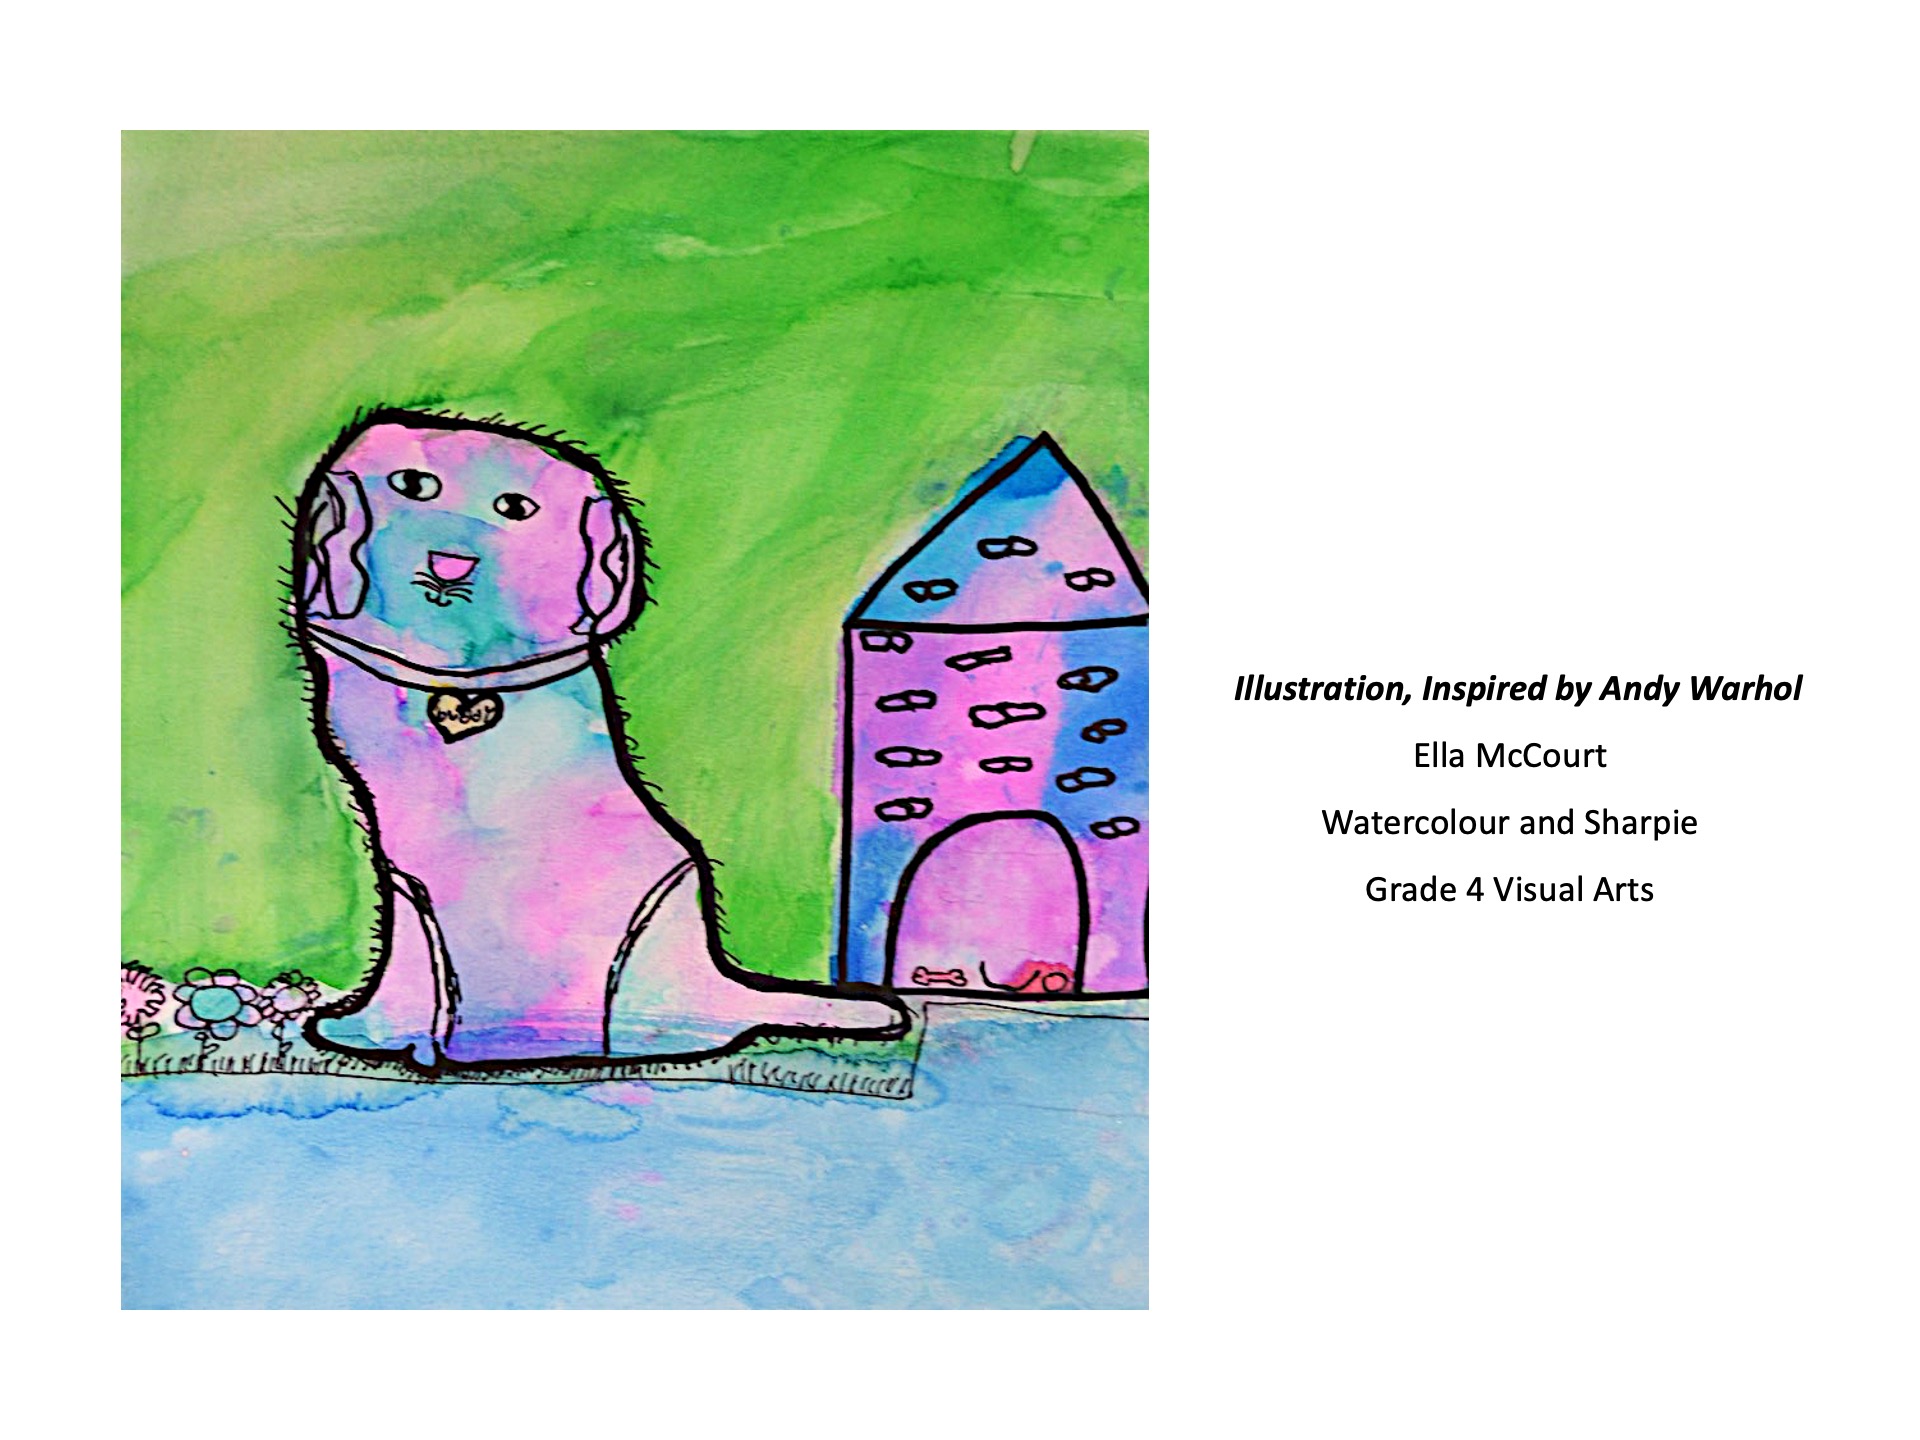 Illustration, Inspired by Andy Warhol
Ella McCourt
Watercolour and Sharpie
Grade 4 Visual Arts